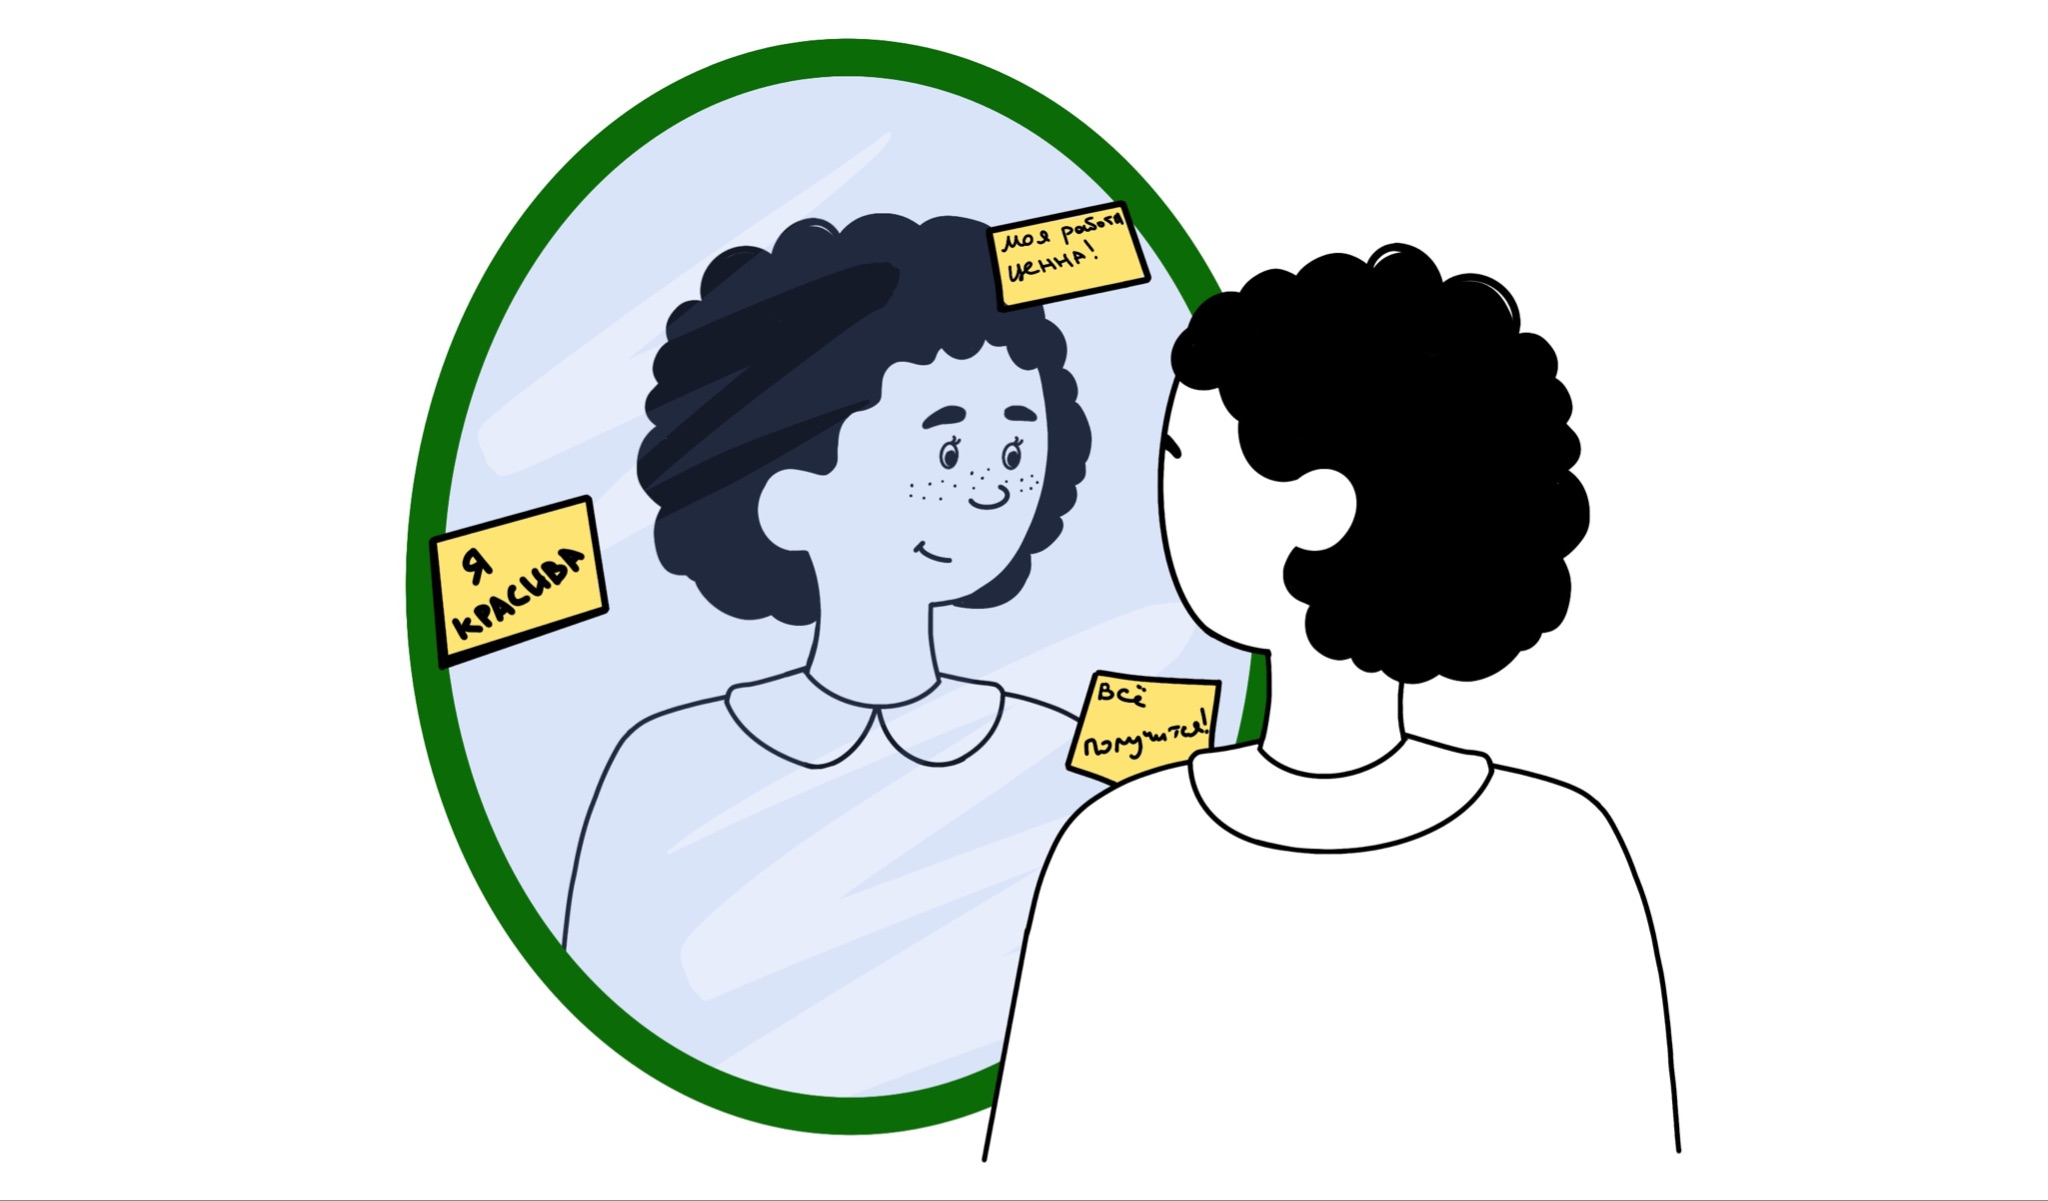 моя работа
ценна!
Я
КРАСИВА
Всё
получится!